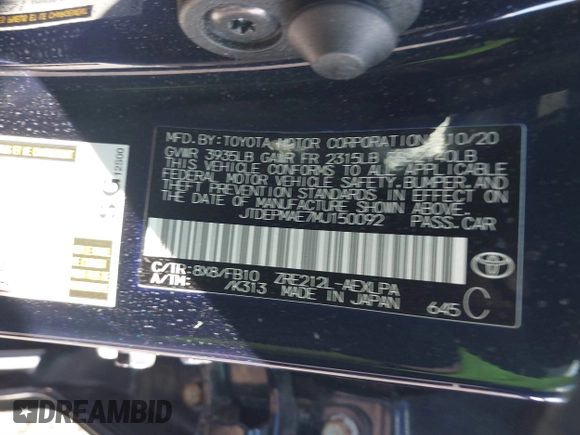 MFD. BY: TOYOTA MOTOR CORPORATION 10/20
GVWR 3935LB GAWR FR 2315LB
THIS VEHICLE CONFORMS TO ALL APPLICABLE
FEDERAL MOTOR VEHICLE SAFETY, BUMPER, AND
THEFT PREVENTION STANDARDS IN EFFECT ON
THE DATE OF MANUFACTURE SHOWN ABOVE.
JTDEPMAE7MJ150092 PASS.CAR
C/TR: 8X8/FB10 ZRE212L-AEXLPA
A/TM: /K313 MADE IN JAPAN 645 C
TOYOTA
12500
DREAMBID